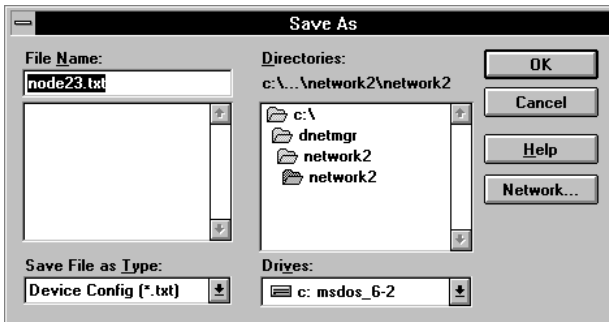 Save As
File Name:
node23.txt
Directories:
c:\...\network2\network2
c:\
dnetmgr
network2
network2
OK
Cancel
Help
Network...
Save File as Type:
Device Config (*.txt)
Drives:
c: msdos_6-2